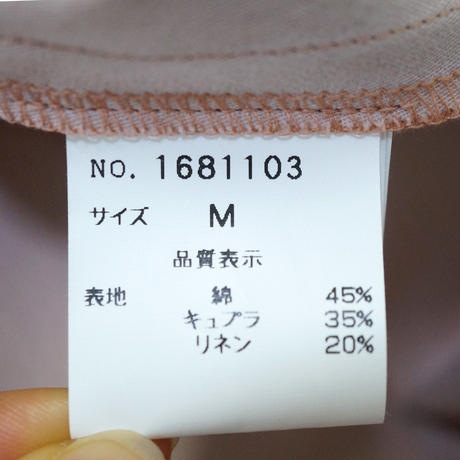 NO. 1681103
サイズ M
品質表示
表地 綿 45%
キュプラ 35%
リネン 20%